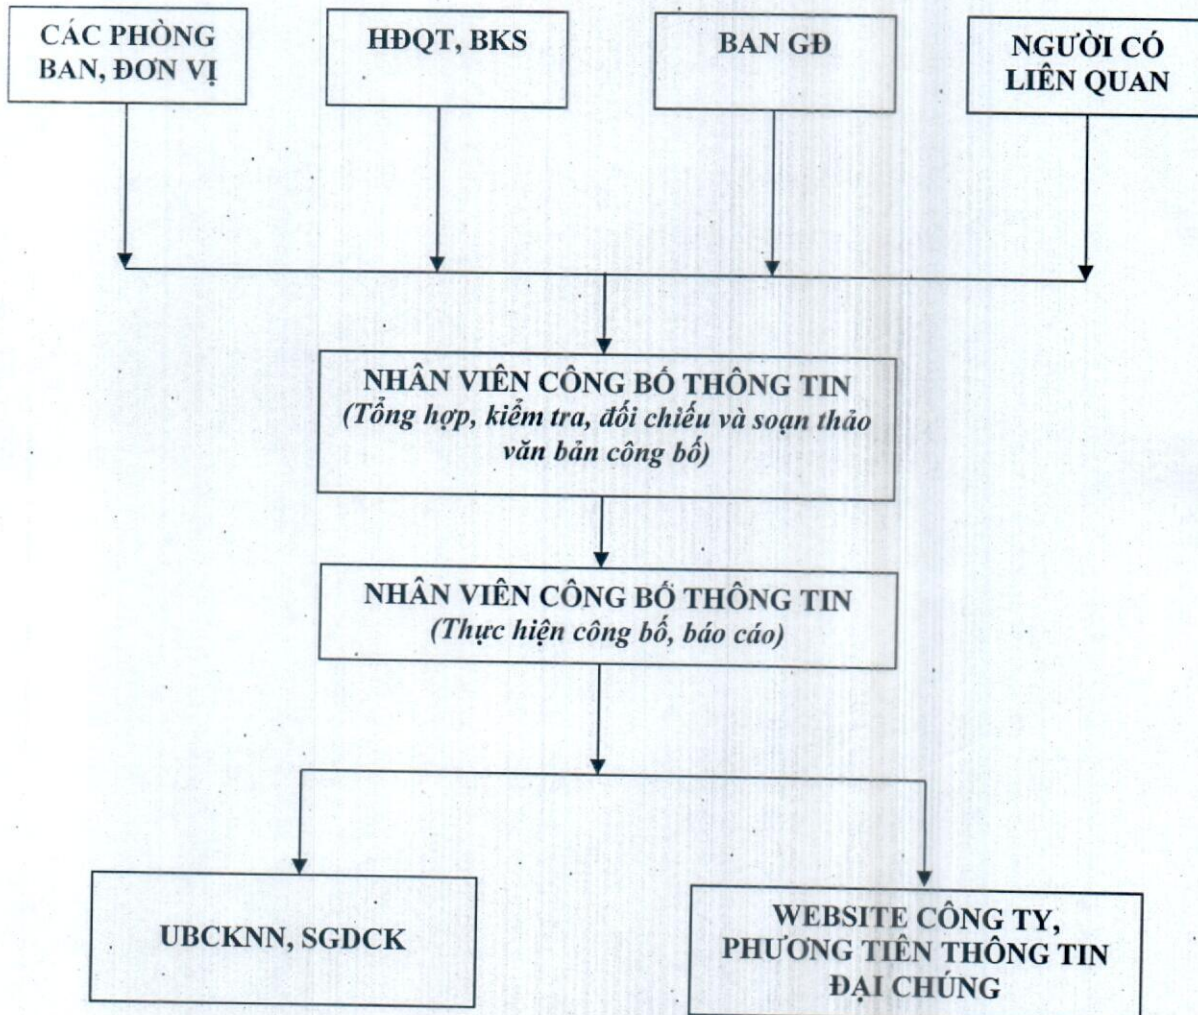 CÁC PHÒNG
BAN, ĐƠN VỊ
HĐQT, BKS
BAN GĐ
NGƯỜI CÓ
LIÊN QUAN
NHÂN VIÊN CÔNG BỐ THÔNG TIN
(Tổng hợp, kiểm tra, đối chiếu và soạn thảo
văn bản công bố)
NHÂN VIÊN CÔNG BỐ THÔNG TIN
(Thực hiện công bố, báo cáo)
UBCKNN, SGDCK
WEBSITE CÔNG TY,
PHƯƠNG TIỆN THÔNG TIN
ĐẠI CHÚNG